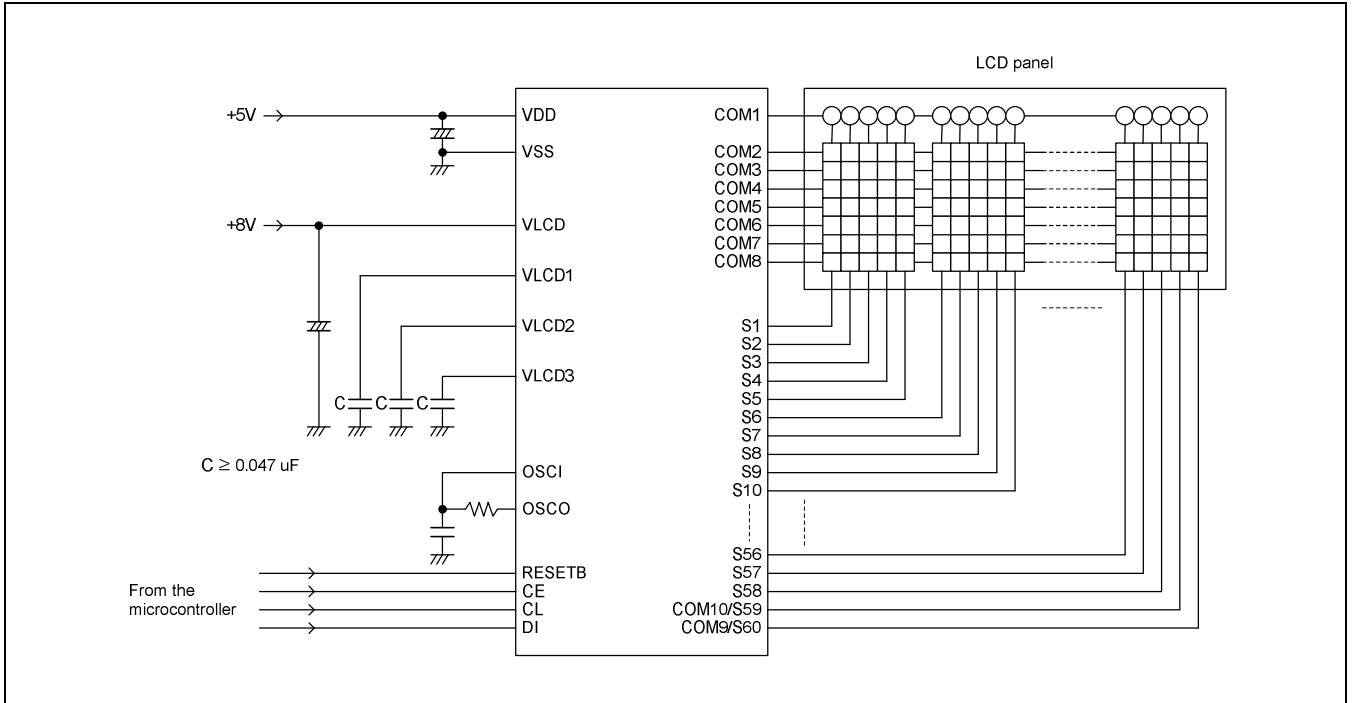 LCD panel
+5V
VDD
COM1
VSS
COM2
COM3
COM4
COM5
+8V
VLCD
COM6
COM7
COM8
VLCD1
VLCD2
S1
S2
S3
VLCD3
S4
C
C
C
S5
S6
S7
S8
C ≥ 0.047 uF
OSCI
S9
S10
OSCO
S56
RESETB
S57
From the
microcontroller
CE
S58
CL
COM10/S59
DI
COM9/S60